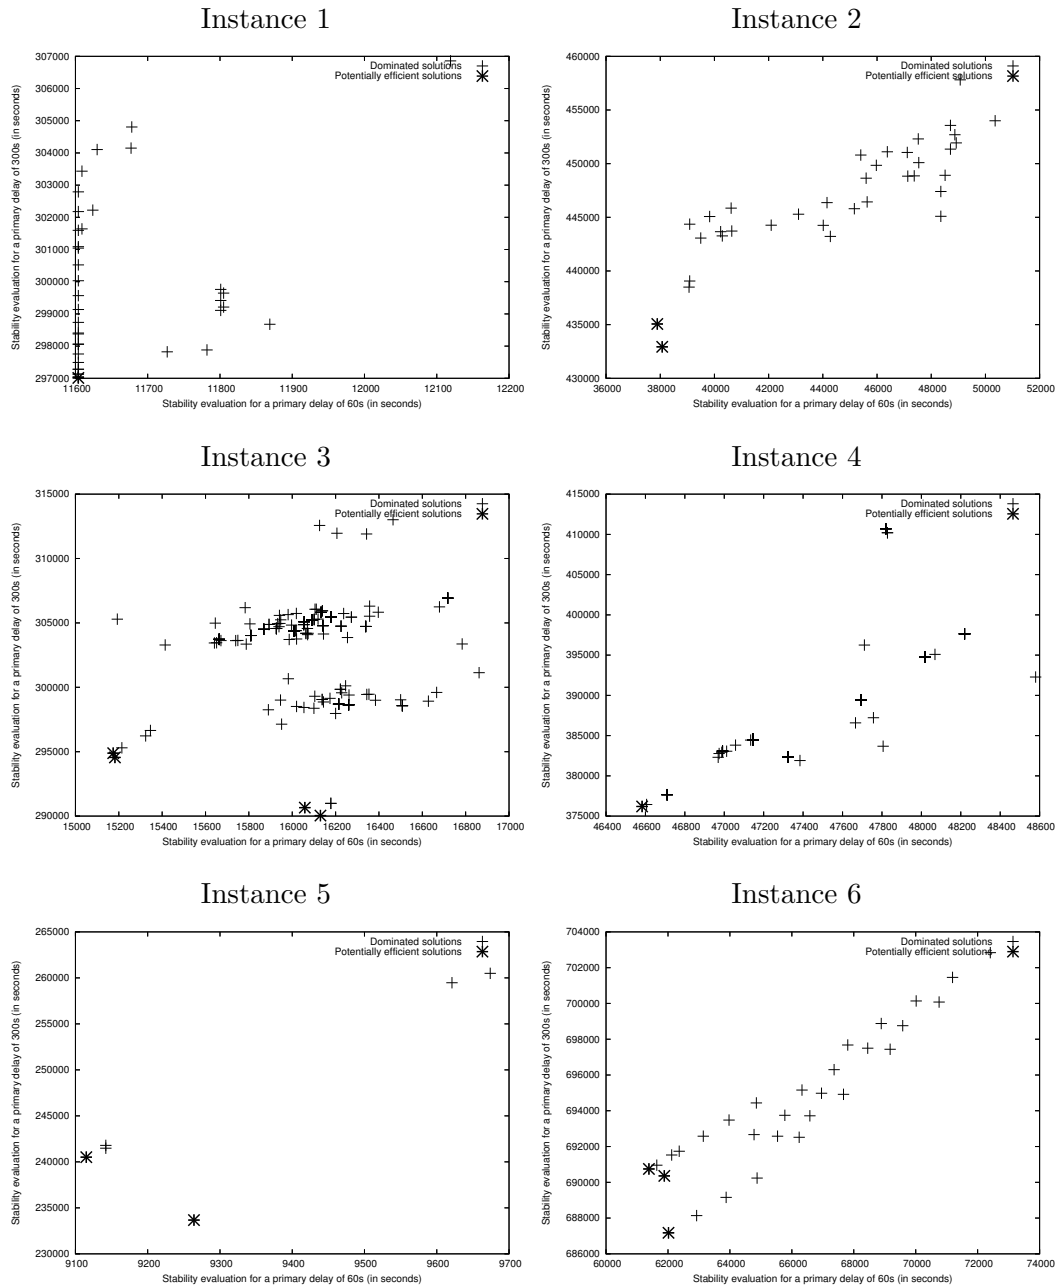 Instance 1
Instance 2
307000
306000
305000
304000
303000
302000
301000
300000
299000
298000
297000
11600 11700 11800 11900 12000 12100 12200
Stability evaluation for a primary delay of 60s (in seconds)
Stability evaluation for a primary delay of 300s (in seconds)
Dominated solutions
Potentially efficient solutions
460000
455000
450000
445000
440000
435000
430000
36000 38000 40000 42000 44000 46000 48000 50000 52000
Stability evaluation for a primary delay of 60s (in seconds)
Stability evaluation for a primary delay of 300s (in seconds)
Dominated solutions
Potentially efficient solutions
Instance 3
Instance 4
315000
310000
305000
300000
295000
290000
15000 15200 15400 15600 15800 16000 16200 16400 16600 16800 17000
Stability evaluation for a primary delay of 60s (in seconds)
Stability evaluation for a primary delay of 300s (in seconds)
Dominated solutions
Potentially efficient solutions
415000
410000
405000
400000
395000
390000
385000
380000
375000
46400 46600 46800 47000 47200 47400 47600 47800 48000 48200 48400 48600
Stability evaluation for a primary delay of 60s (in seconds)
Stability evaluation for a primary delay of 300s (in seconds)
Dominated solutions
Potentially efficient solutions
Instance 5
Instance 6
265000
260000
255000
250000
245000
240000
235000
230000
9100 9200 9300 9400 9500 9600 9700
Stability evaluation for a primary delay of 60s (in seconds)
Stability evaluation for a primary delay of 300s (in seconds)
Dominated solutions
Potentially efficient solutions
704000
702000
700000
698000
696000
694000
692000
690000
688000
686000
60000 62000 64000 66000 68000 70000 72000 74000
Stability evaluation for a primary delay of 60s (in seconds)
Stability evaluation for a primary delay of 300s (in seconds)
Dominated solutions
Potentially efficient solutions